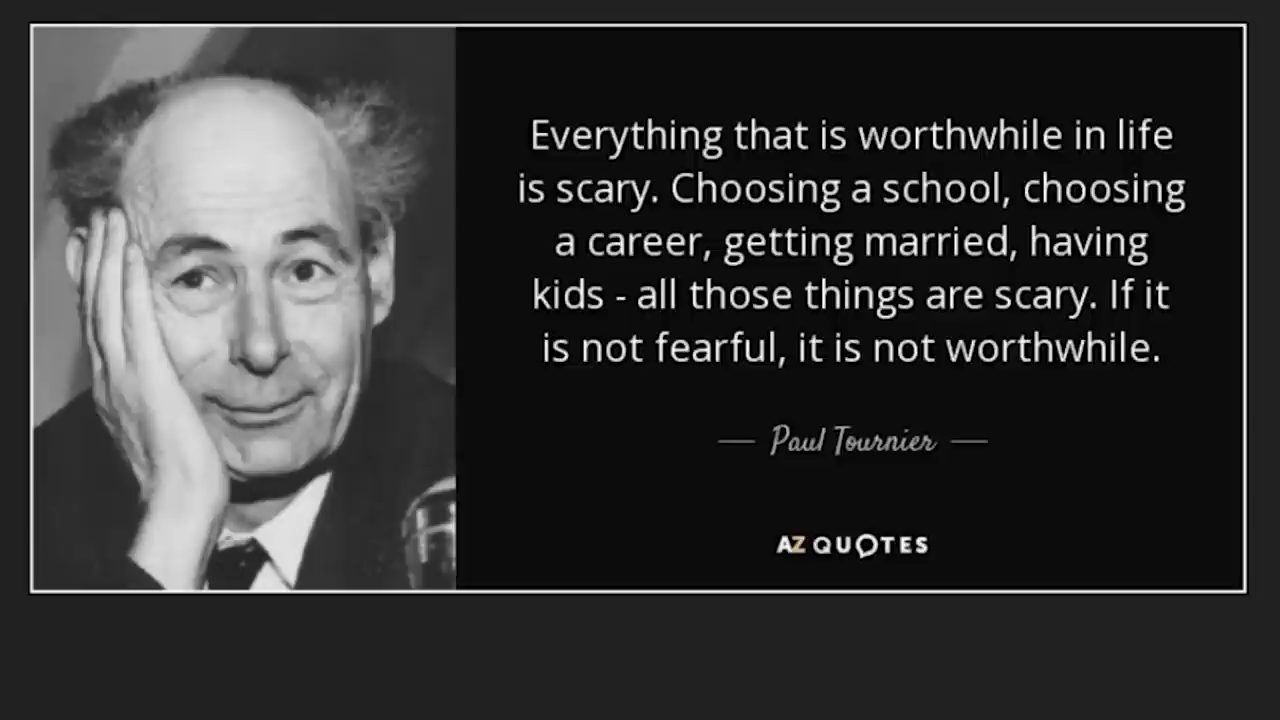 Everything that is worthwhile in life
is scary. Choosing a school, choosing
a career, getting married, having
kids - all those things are scary. If it
is not fearful, it is not worthwhile.
— Paul Tournier —
AZ QUOTES